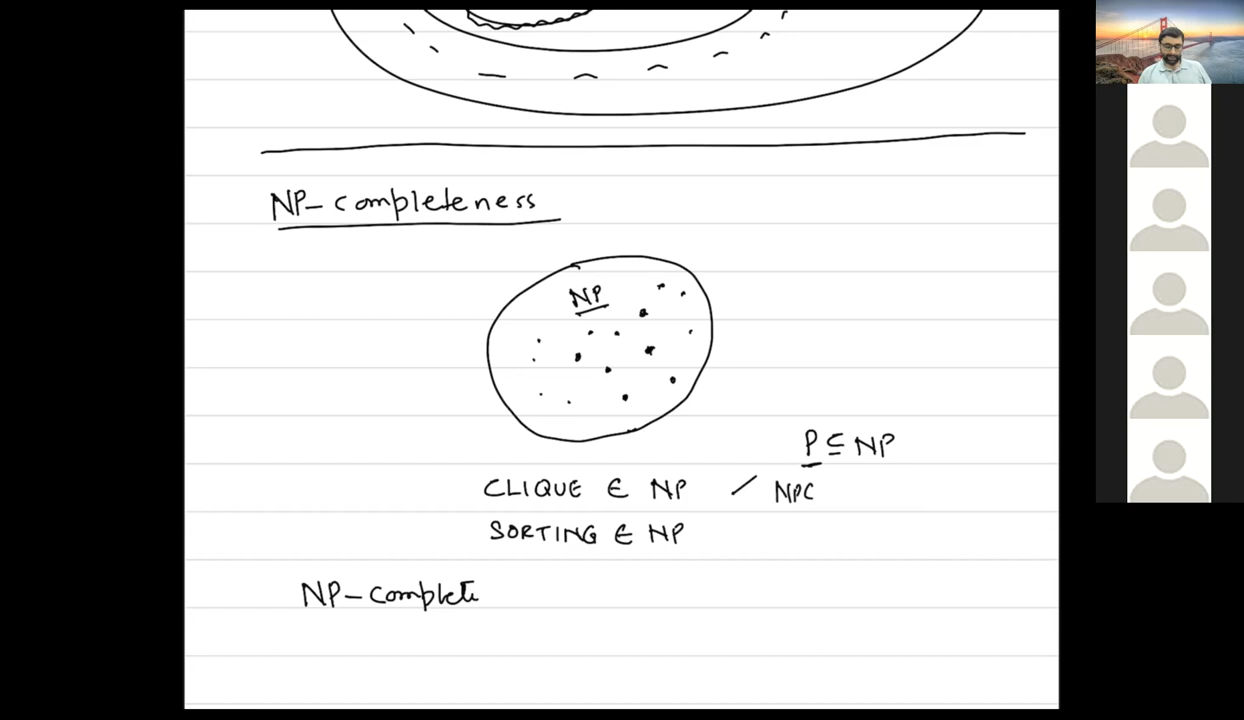 NP-completeness
NP
P ⊆ NP
CLIQUE ∈ NP / NPC
SORTING ∈ NP
NP-complete